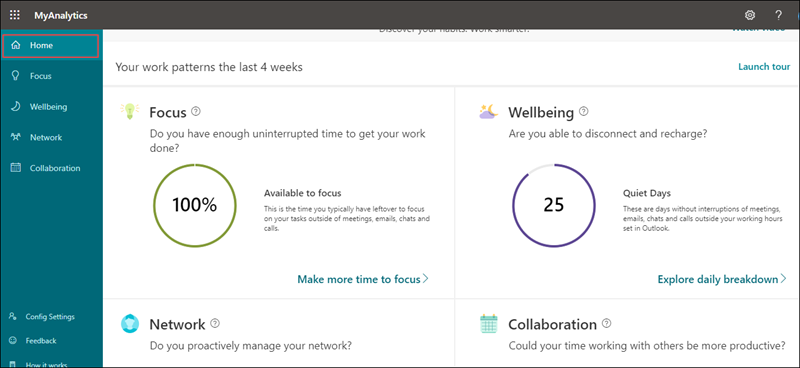 MyAnalytics
?
Home
Discover your habits. Work smarter.
Watch video
Your work patterns the last 4 weeks
Launch tour
Focus
Wellbeing
Network
Collaboration
Config Settings
Feedback
How it works
Focus ?
Do you have enough uninterrupted time to get your work
done?
100%
Available to focus
This is the time you typically have leftover to focus
on your tasks outside of meetings, emails, chats and
calls.
Make more time to focus
Wellbeing ?
Are you able to disconnect and recharge?
25
Quiet Days
These are days without interruptions of meetings,
emails, chats and calls outside your working hours
set in Outlook.
Explore daily breakdown
Network ?
Do you proactively manage your network?
Collaboration ?
Could your time working with others be more productive?